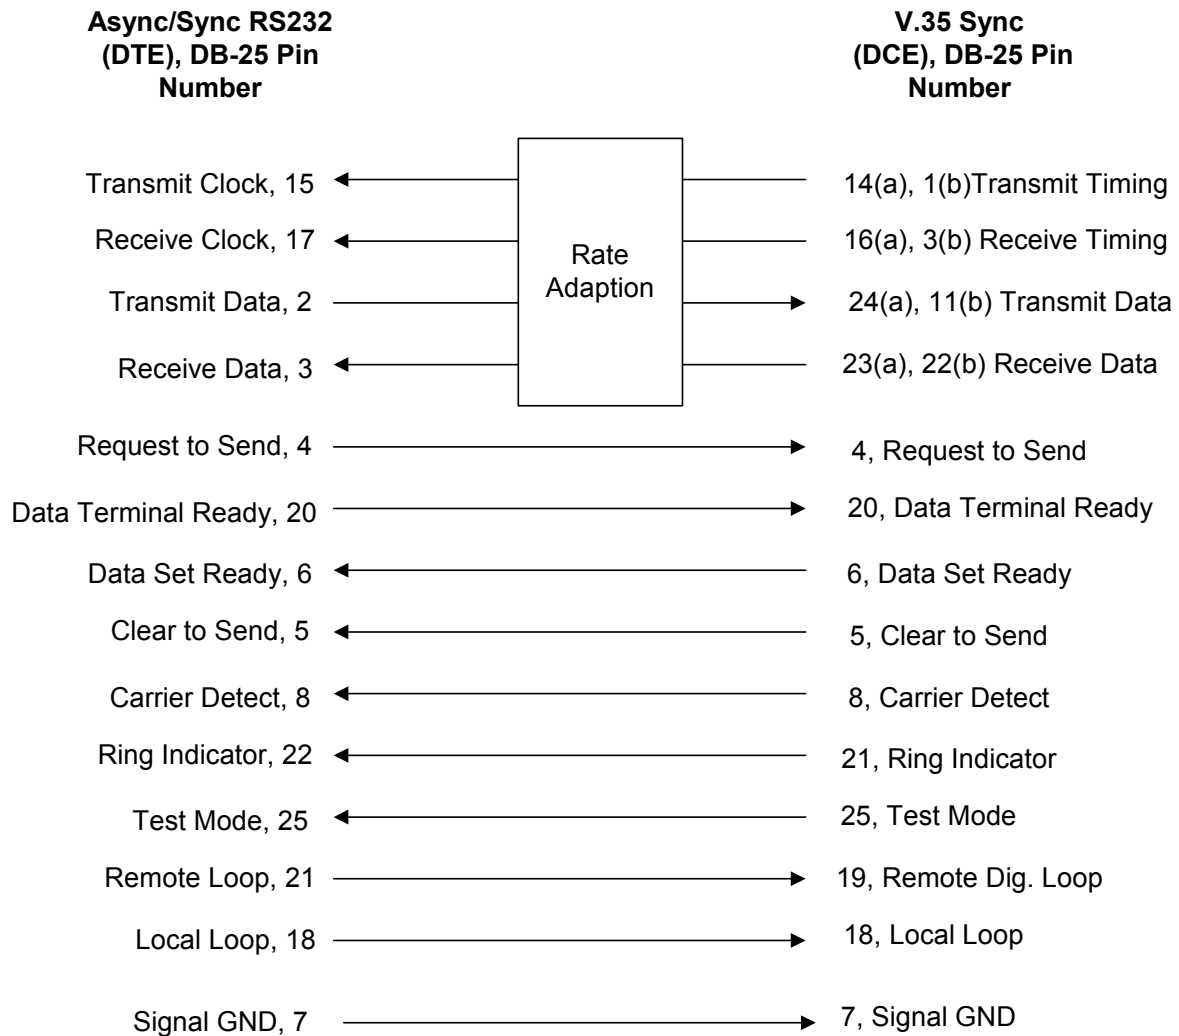 Async/Sync RS232
(DTE), DB-25 Pin
Number
V.35 Sync
(DCE), DB-25 Pin
Number
Transmit Clock, 15
14(a), 1(b)Transmit Timing
Receive Clock, 17
16(a), 3(b) Receive Timing
Rate
Adaption
Transmit Data, 2
24(a), 11(b) Transmit Data
Receive Data, 3
23(a), 22(b) Receive Data
Request to Send, 4
4, Request to Send
Data Terminal Ready, 20
20, Data Terminal Ready
Data Set Ready, 6
6, Data Set Ready
Clear to Send, 5
5, Clear to Send
Carrier Detect, 8
8, Carrier Detect
Ring Indicator, 22
21, Ring Indicator
Test Mode, 25
25, Test Mode
Remote Loop, 21
19, Remote Dig. Loop
Local Loop, 18
18, Local Loop
Signal GND, 7
7, Signal GND